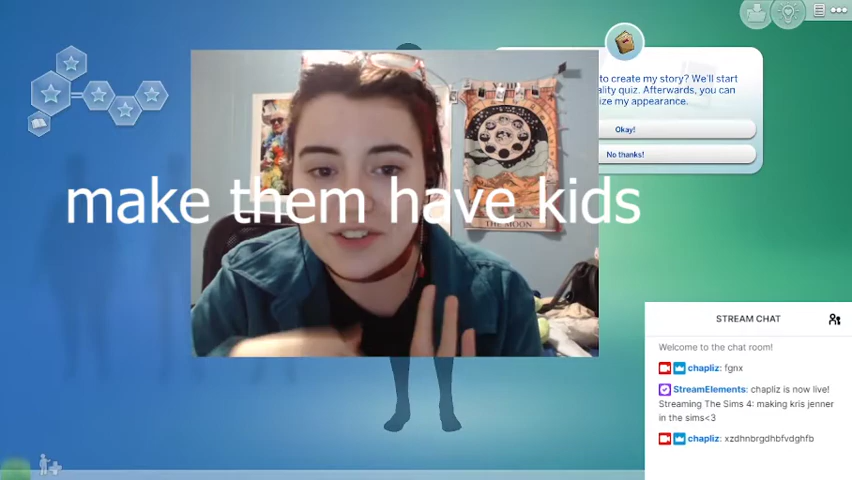 to create my story? We'll start
ality quiz. Afterwards, you can
ize my appearance.
Okay!
No thanks!
make them have kids
THE MOON
STREAM CHAT
Welcome to the chat room!
chapliz: fgnx
StreamElements: chapliz is now live!
Streaming The Sims 4: making kris jenner
in the sims<3
chapliz: xzdhnbrgdhbfvdghfb